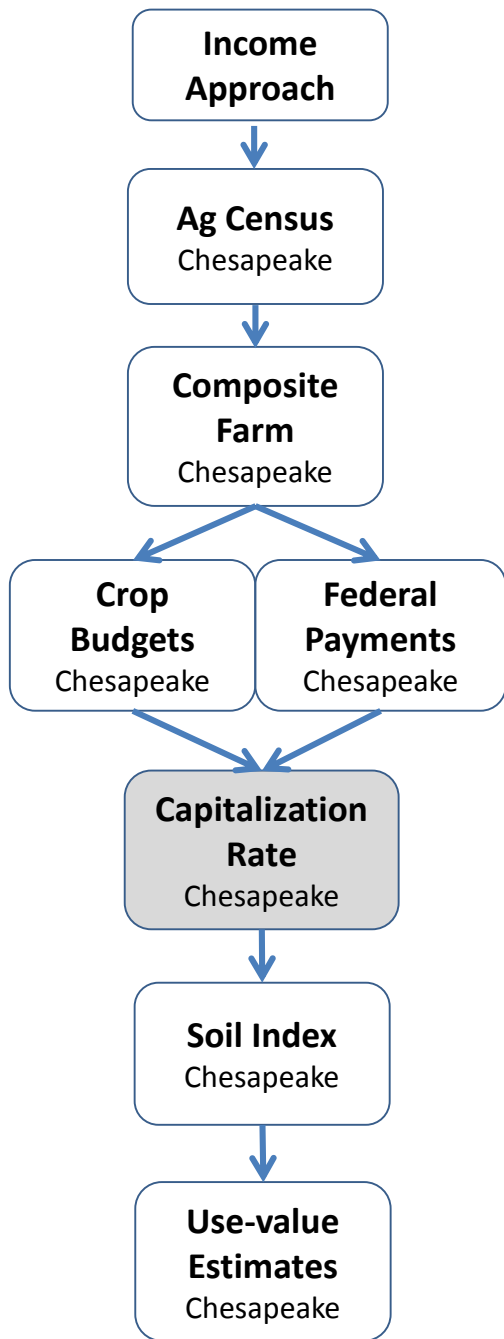 Income
Approach
Ag Census
Chesapeake
Composite
Farm
Chesapeake
Crop
Budgets
Chesapeake
Federal
Payments
Chesapeake
Capitalization
Rate
Chesapeake
Soil Index
Chesapeake
Use-value
Estimates
Chesapeake